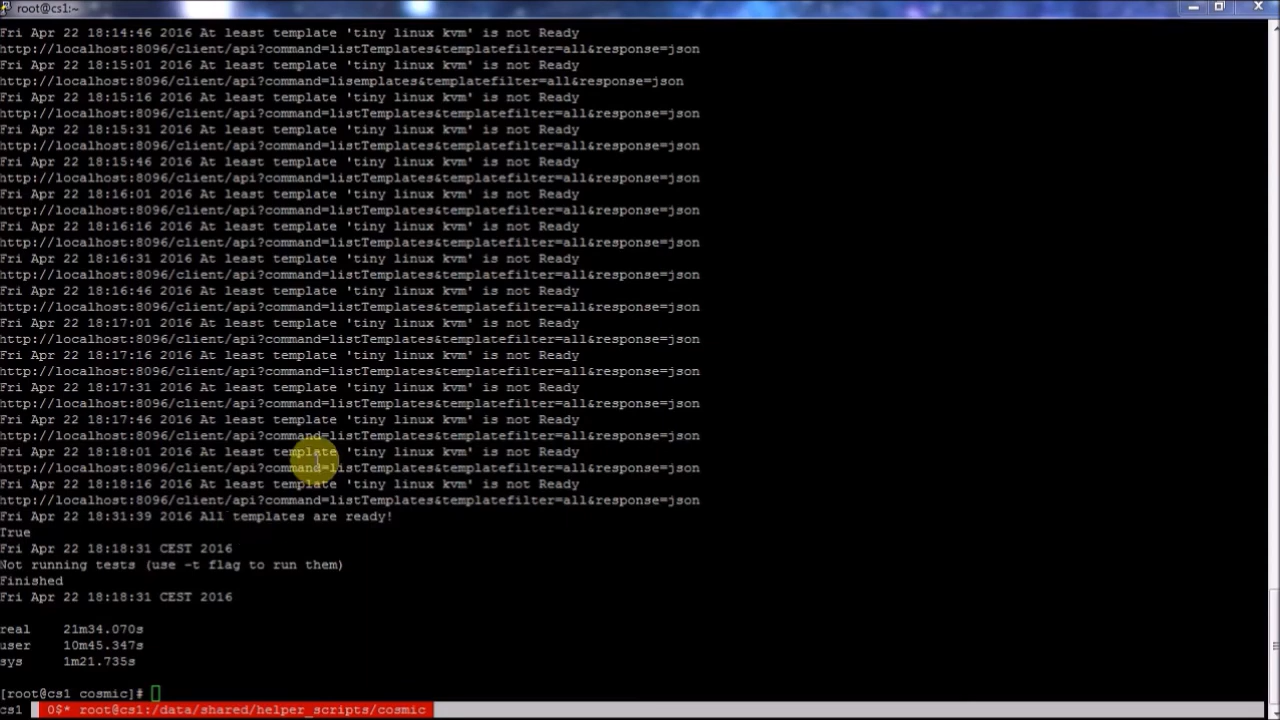 root@cs1:~
Fri Apr 22 18:14:46 2016 At least template 'tiny linux kvm' is not Ready
http://localhost:8096/client/api?command=listTemplates&templatefilter=all&response=json
Fri Apr 22 18:15:01 2016 At least template 'tiny linux kvm' is not Ready
http://localhost:8096/client/api?command=lisemplates&templatefilter=all&response=json
Fri Apr 22 18:15:16 2016 At least template 'tiny linux kvm' is not Ready
http://localhost:8096/client/api?command=listTemplates&templatefilter=all&response=json
Fri Apr 22 18:15:31 2016 At least template 'tiny linux kvm' is not Ready
http://localhost:8096/client/api?command=listTemplates&templatefilter=all&response=json
Fri Apr 22 18:15:46 2016 At least template 'tiny linux kvm' is not Ready
http://localhost:8096/client/api?command=listTemplates&templatefilter=all&response=json
Fri Apr 22 18:16:01 2016 At least template 'tiny linux kvm' is not Ready
http://localhost:8096/client/api?command=listTemplates&templatefilter=all&response=json
Fri Apr 22 18:16:16 2016 At least template 'tiny linux kvm' is not Ready
http://localhost:8096/client/api?command=listTemplates&templatefilter=all&response=json
Fri Apr 22 18:16:31 2016 At least template 'tiny linux kvm' is not Ready
http://localhost:8096/client/api?command=listTemplates&templatefilter=all&response=json
Fri Apr 22 18:16:46 2016 At least template 'tiny linux kvm' is not Ready
http://localhost:8096/client/api?command=listTemplates&templatefilter=all&response=json
Fri Apr 22 18:17:01 2016 At least template 'tiny linux kvm' is not Ready
http://localhost:8096/client/api?command=listTemplates&templatefilter=all&response=json
Fri Apr 22 18:17:16 2016 At least template 'tiny linux kvm' is not Ready
http://localhost:8096/client/api?command=listTemplates&templatefilter=all&response=json
Fri Apr 22 18:17:31 2016 At least template 'tiny linux kvm' is not Ready
http://localhost:8096/client/api?command=listTemplates&templatefilter=all&response=json
Fri Apr 22 18:17:46 2016 At least template 'tiny linux kvm' is not Ready
http://localhost:8096/client/api?command=listTemplates&templatefilter=all&response=json
Fri Apr 22 18:18:01 2016 At least template 'tiny linux kvm' is not Ready
http://localhost:8096/client/api?command=listTemplates&templatefilter=all&response=json
Fri Apr 22 18:18:16 2016 At least template 'tiny linux kvm' is not Ready
http://localhost:8096/client/api?command=listTemplates&templatefilter=all&response=json
Fri Apr 22 18:31:39 2016 All templates are ready!
True
Fri Apr 22 18:18:31 CEST 2016
Not running tests (use -t flag to run them)
Finished
Fri Apr 22 18:18:31 CEST 2016
real 21m34.070s
user 10m45.347s
sys 1m21.735s
[root@cs1 cosmic]#
cs1 0$* root@cs1:/data/shared/helper_scripts/cosmic